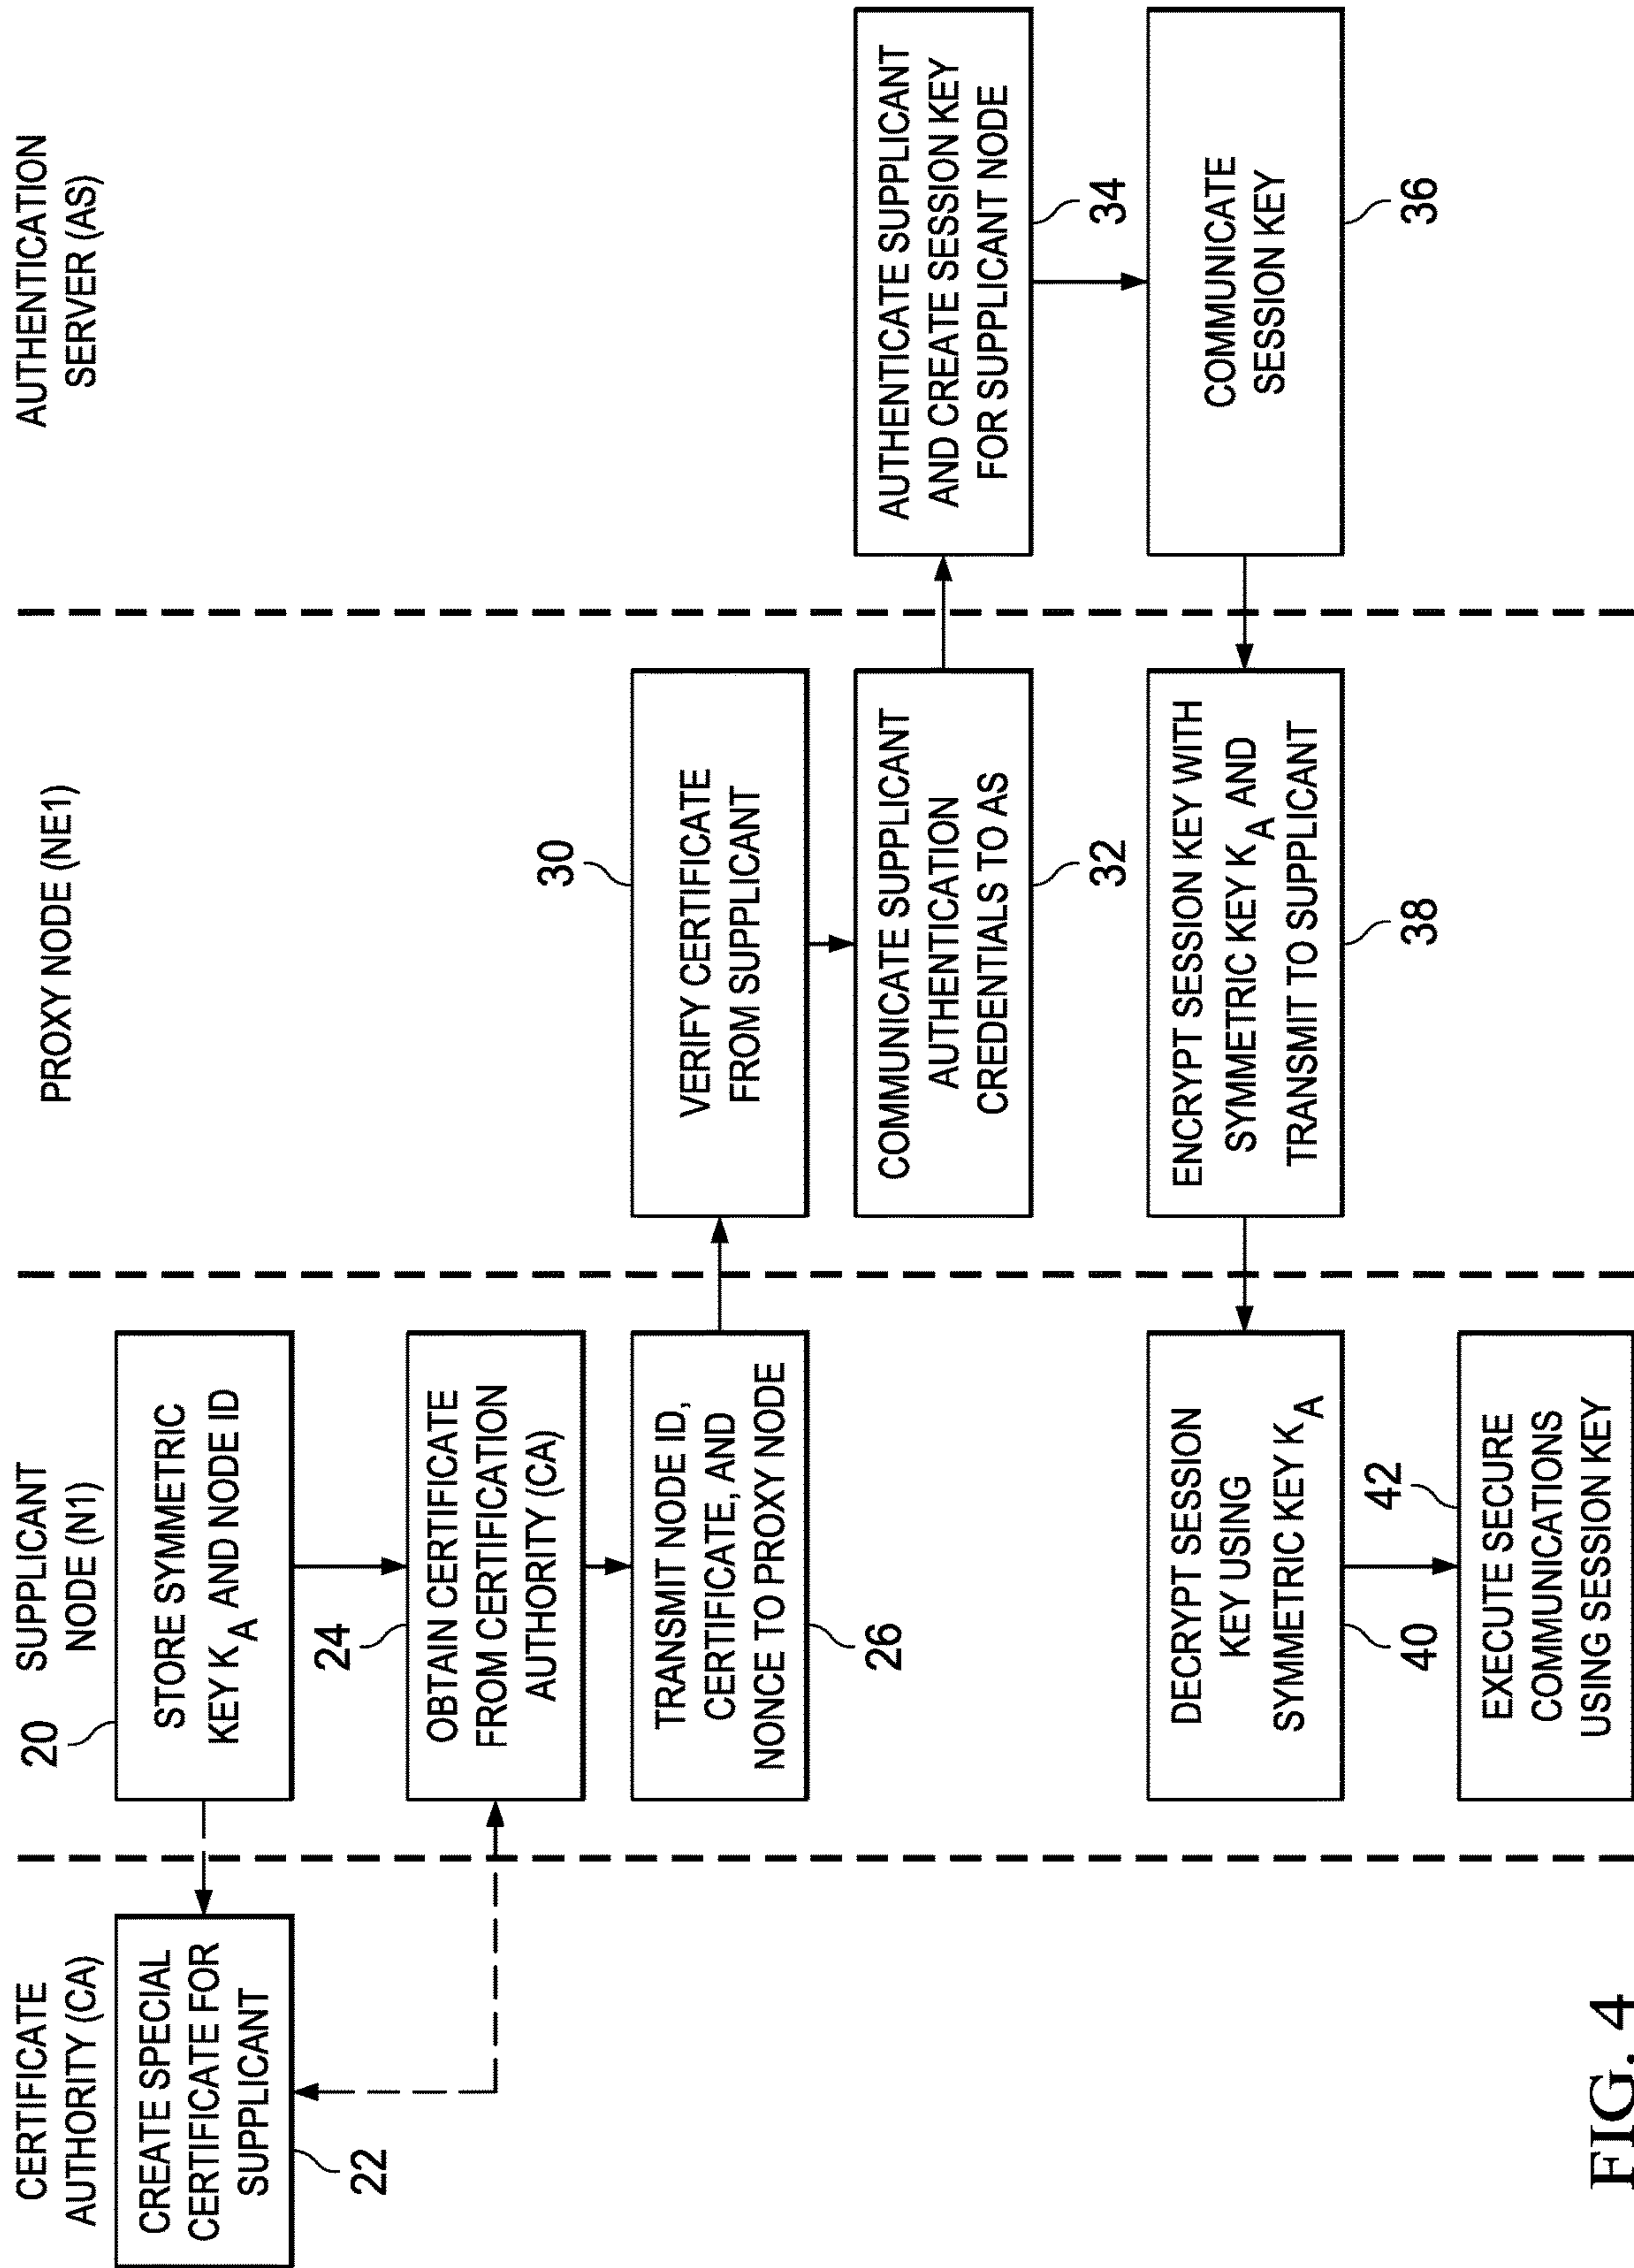 CERTIFICATE
AUTHORITY (CA)
SUPPLICANT
NODE (N1)
PROXY NODE (NE1)
AUTHENTICATION
SERVER (AS)
20
STORE SYMMETRIC
KEY K A AND NODE ID
CREATE SPECIAL
CERTIFICATE FOR
SUPPLICANT
22
24
OBTAIN CERTIFICATE
FROM CERTIFICATION
AUTHORITY (CA)
TRANSMIT NODE ID,
CERTIFICATE, AND
NONCE TO PROXY NODE
26
30
VERIFY CERTIFICATE
FROM SUPPLICANT
COMMUNICATE SUPPLICANT
AUTHENTICATION
CREDENTIALS TO AS
32
AUTHENTICATE SUPPLICANT
AND CREATE SESSION KEY
FOR SUPPLICANT NODE
34
COMMUNICATE
SESSION KEY
36
ENCRYPT SESSION KEY WITH
SYMMETRIC KEY K A AND
TRANSMIT TO SUPPLICANT
38
DECRYPT SESSION
KEY USING
SYMMETRIC KEY K A
40
42
EXECUTE SECURE
COMMUNICATIONS
USING SESSION KEY
FIG. 4